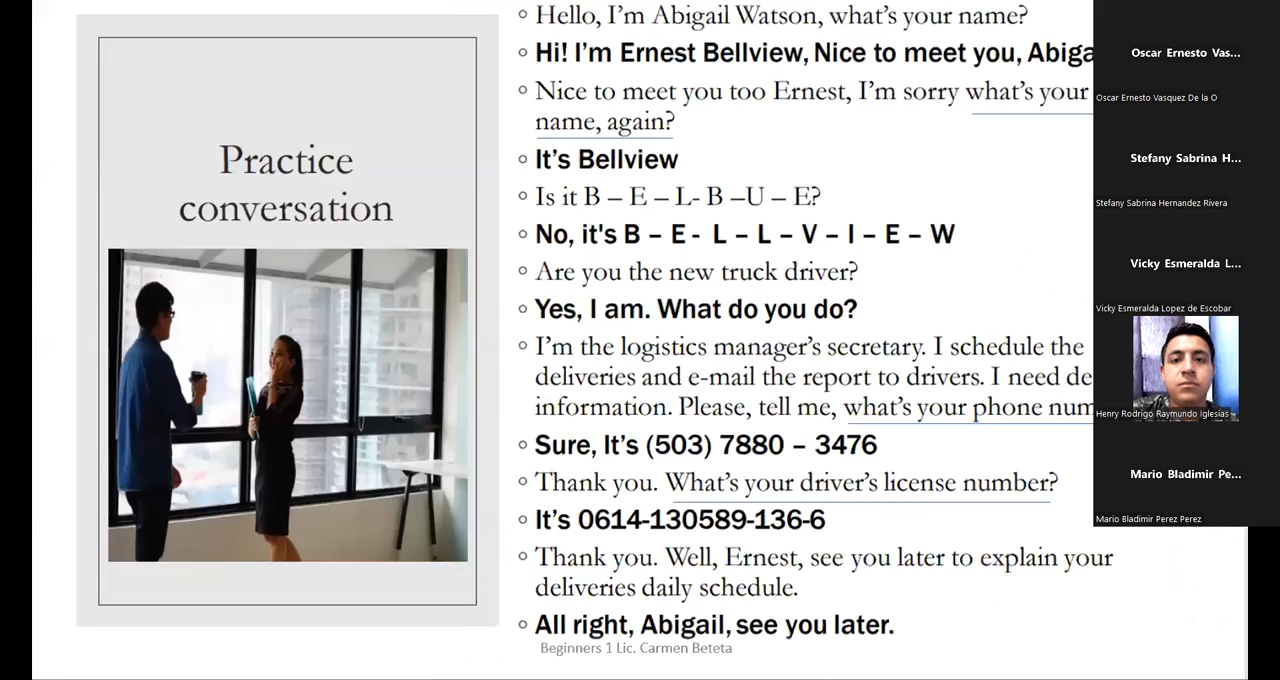 Practice
conversation
Hello, I'm Abigail Watson, what's your name?
Hi! I'm Ernest Bellview, Nice to meet you, Abiga
Nice to meet you too Ernest, I'm sorry what's your
name, again?
It's Bellview
Is it B – E – L- B –U – E?
No, it's B – E - L – L – V – I – E – W
Are you the new truck driver?
Yes, I am. What do you do?
I'm the logistics manager's secretary. I schedule the
deliveries and e-mail the report to drivers. I need de
information. Please, tell me, what's your phone num
Sure, It's (503) 7880 – 3476
Thank you. What's your driver's license number?
It's 0614-130589-136-6
Thank you. Well, Ernest, see you later to explain your
deliveries daily schedule.
All right, Abigail, see you later.
Beginners 1 Lic. Carmen Beteta
Oscar Ernesto Vas...
Oscar Ernesto Vasquez De la O
Stefany Sabrina H...
Stefany Sabrina Hernandez Rivera
Vicky Esmeralda L...
Vicky Esmeralda Lopez de Escobar
Henry Rodrigo Raymundo Iglesias
Mario Bladimir Pe...
Mario Bladimir Perez Perez